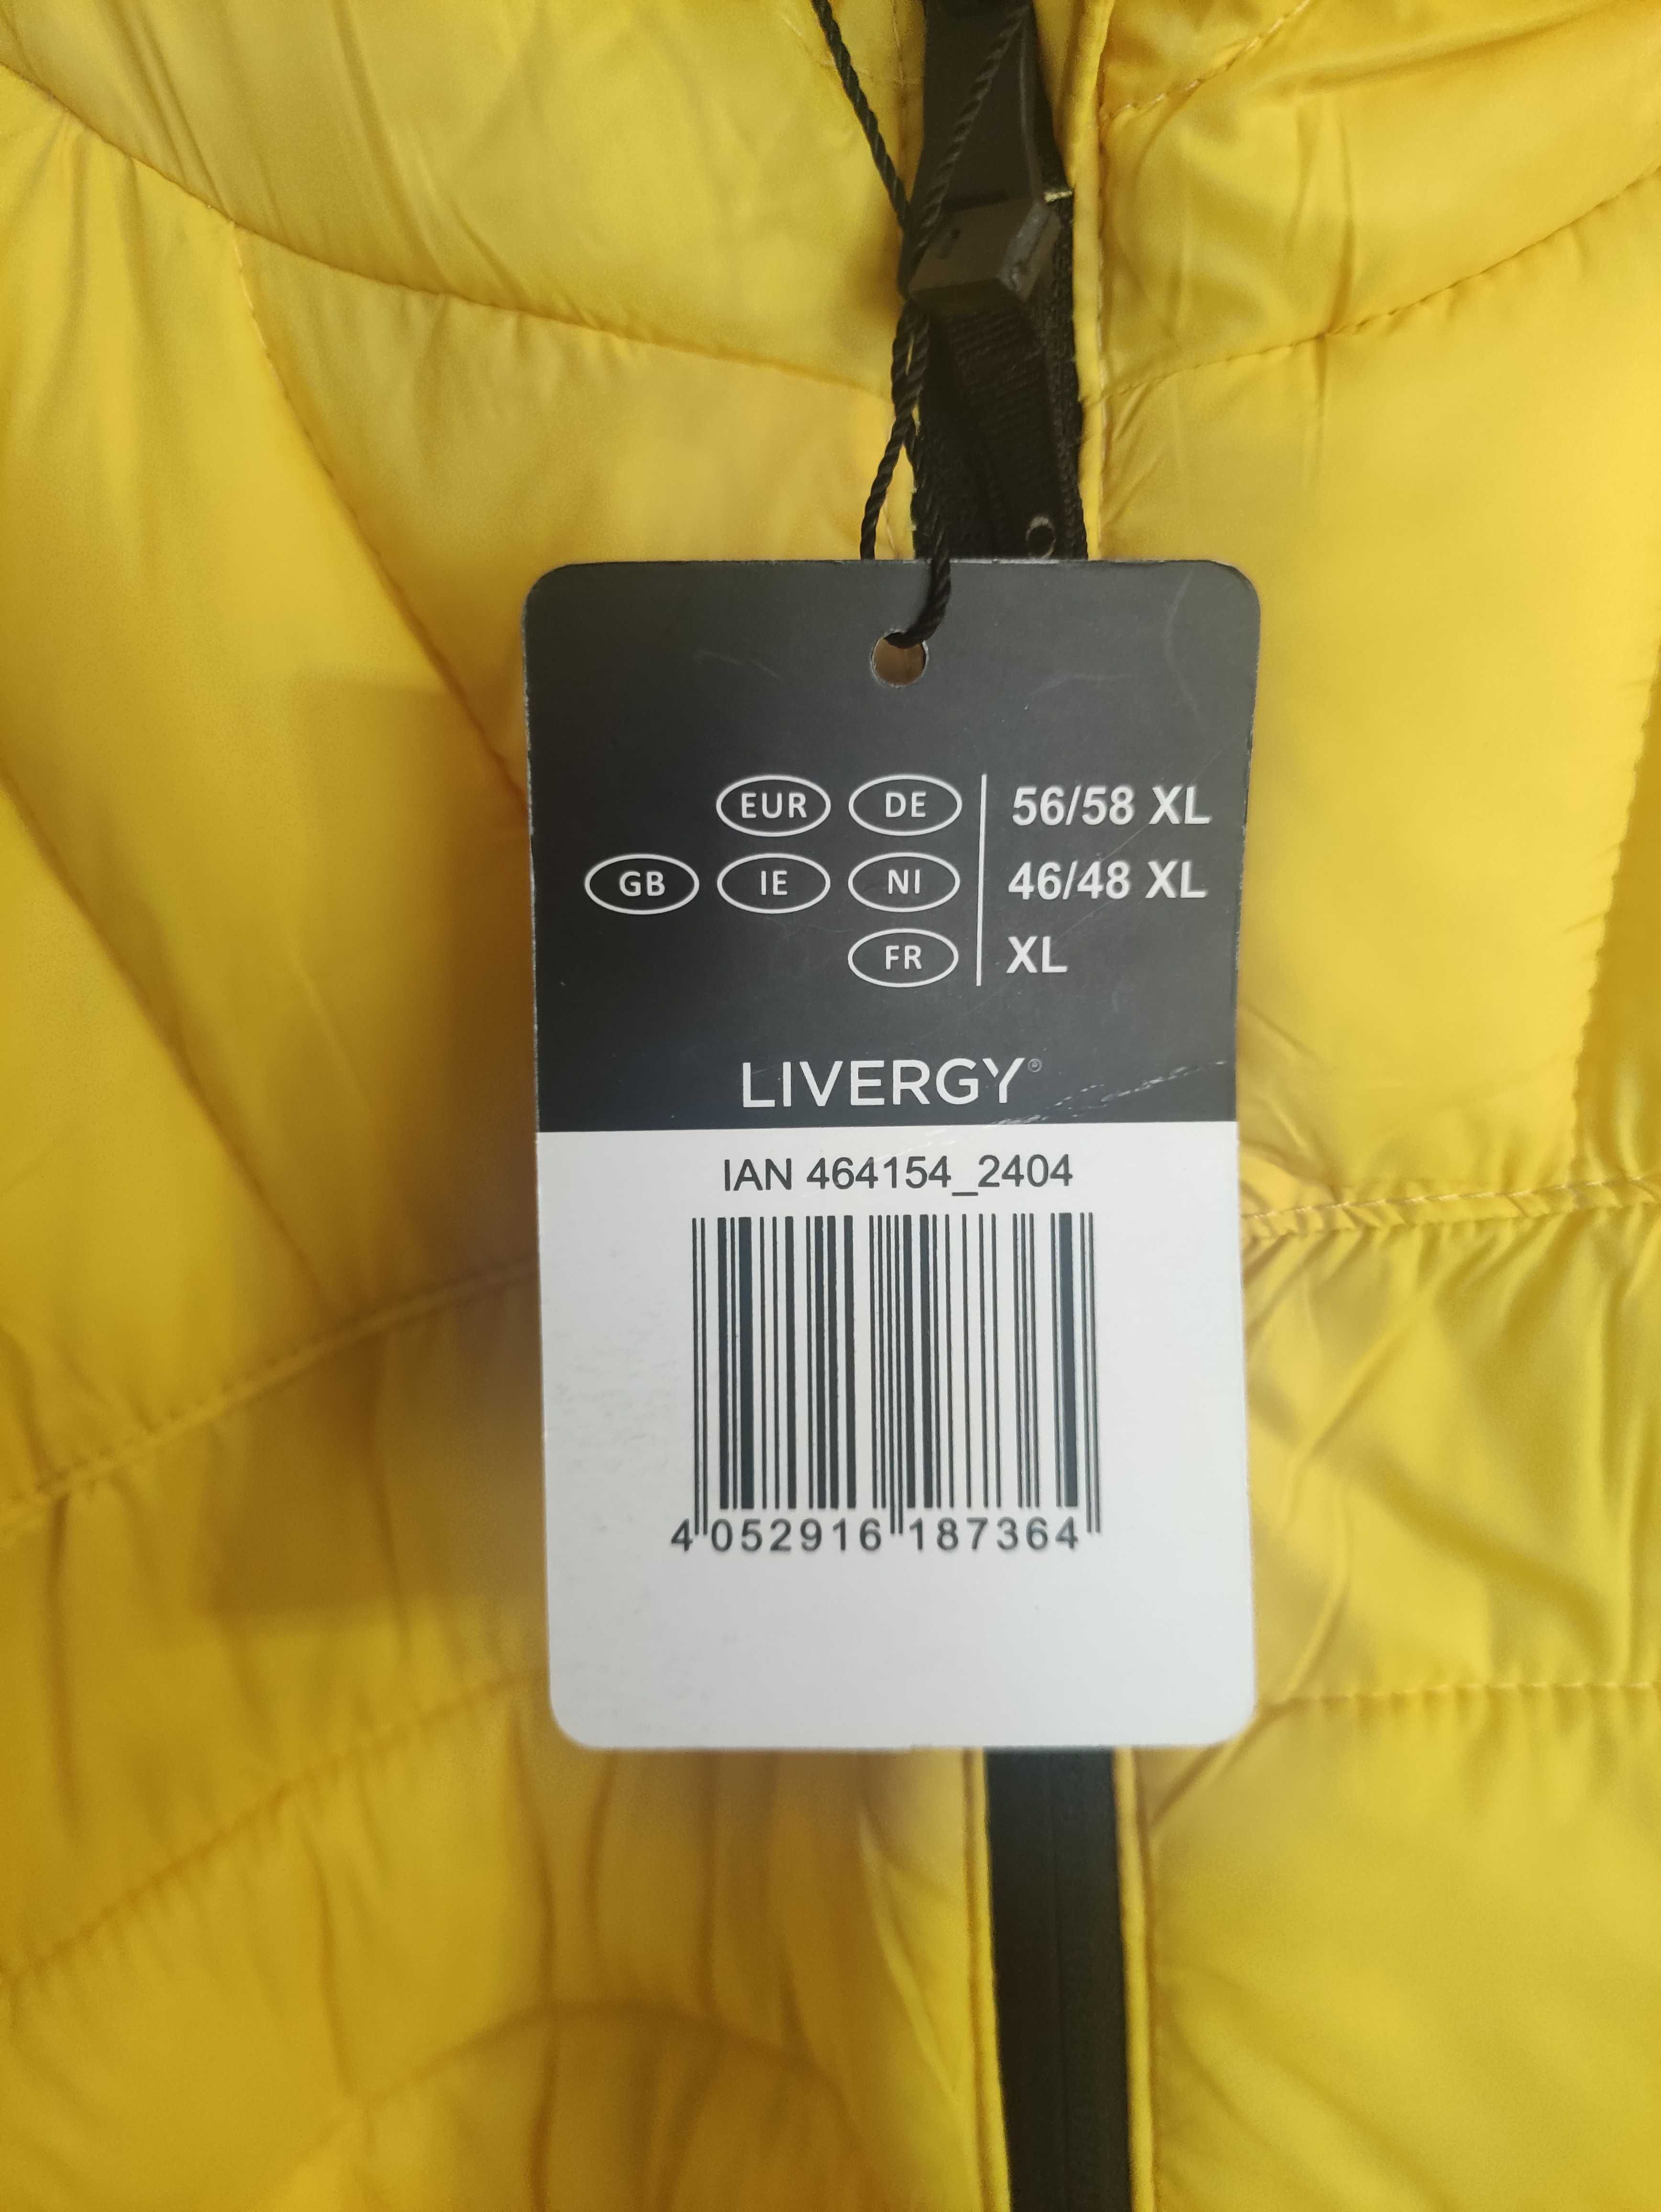 EUR DE 56/58 XL
GB IE NI 46/48 XL
FR XL
LIVERGY®
IAN 464154_2404
4 052916 187364